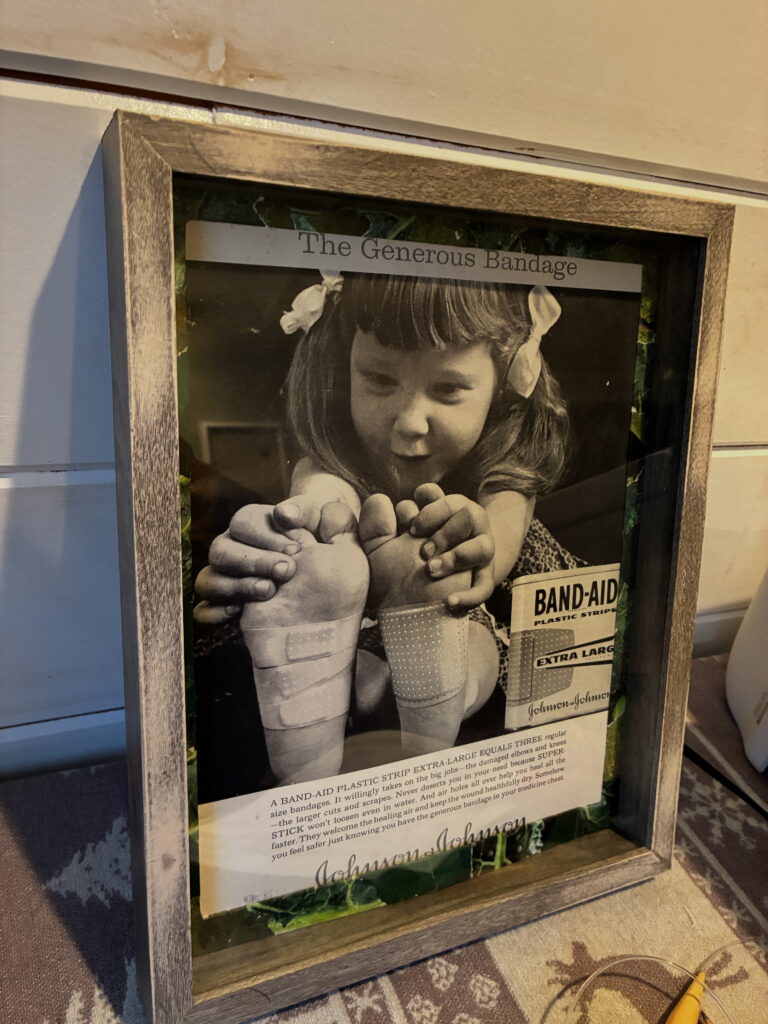 The Generous Bandage
BAND-AID
PLASTIC STRIPS
EXTRA LARG
Johnson & Johnson
A BAND-AID PLASTIC STRIP EXTRA-LARGE EQUALS THREE regular
size bandages. It willingly takes on the big jobs—the damaged elbows and knees
—the larger cuts and scrapes. Never deserts you in your need because SUPER-
STICK won't loosen even in water. And air holes all over help you heal all the
faster. They welcome the healing air and keep the wound healthfully dry. Somehow
you feel safer just knowing you have the generous bandage in your medicine chest.
Johnson & Johnson